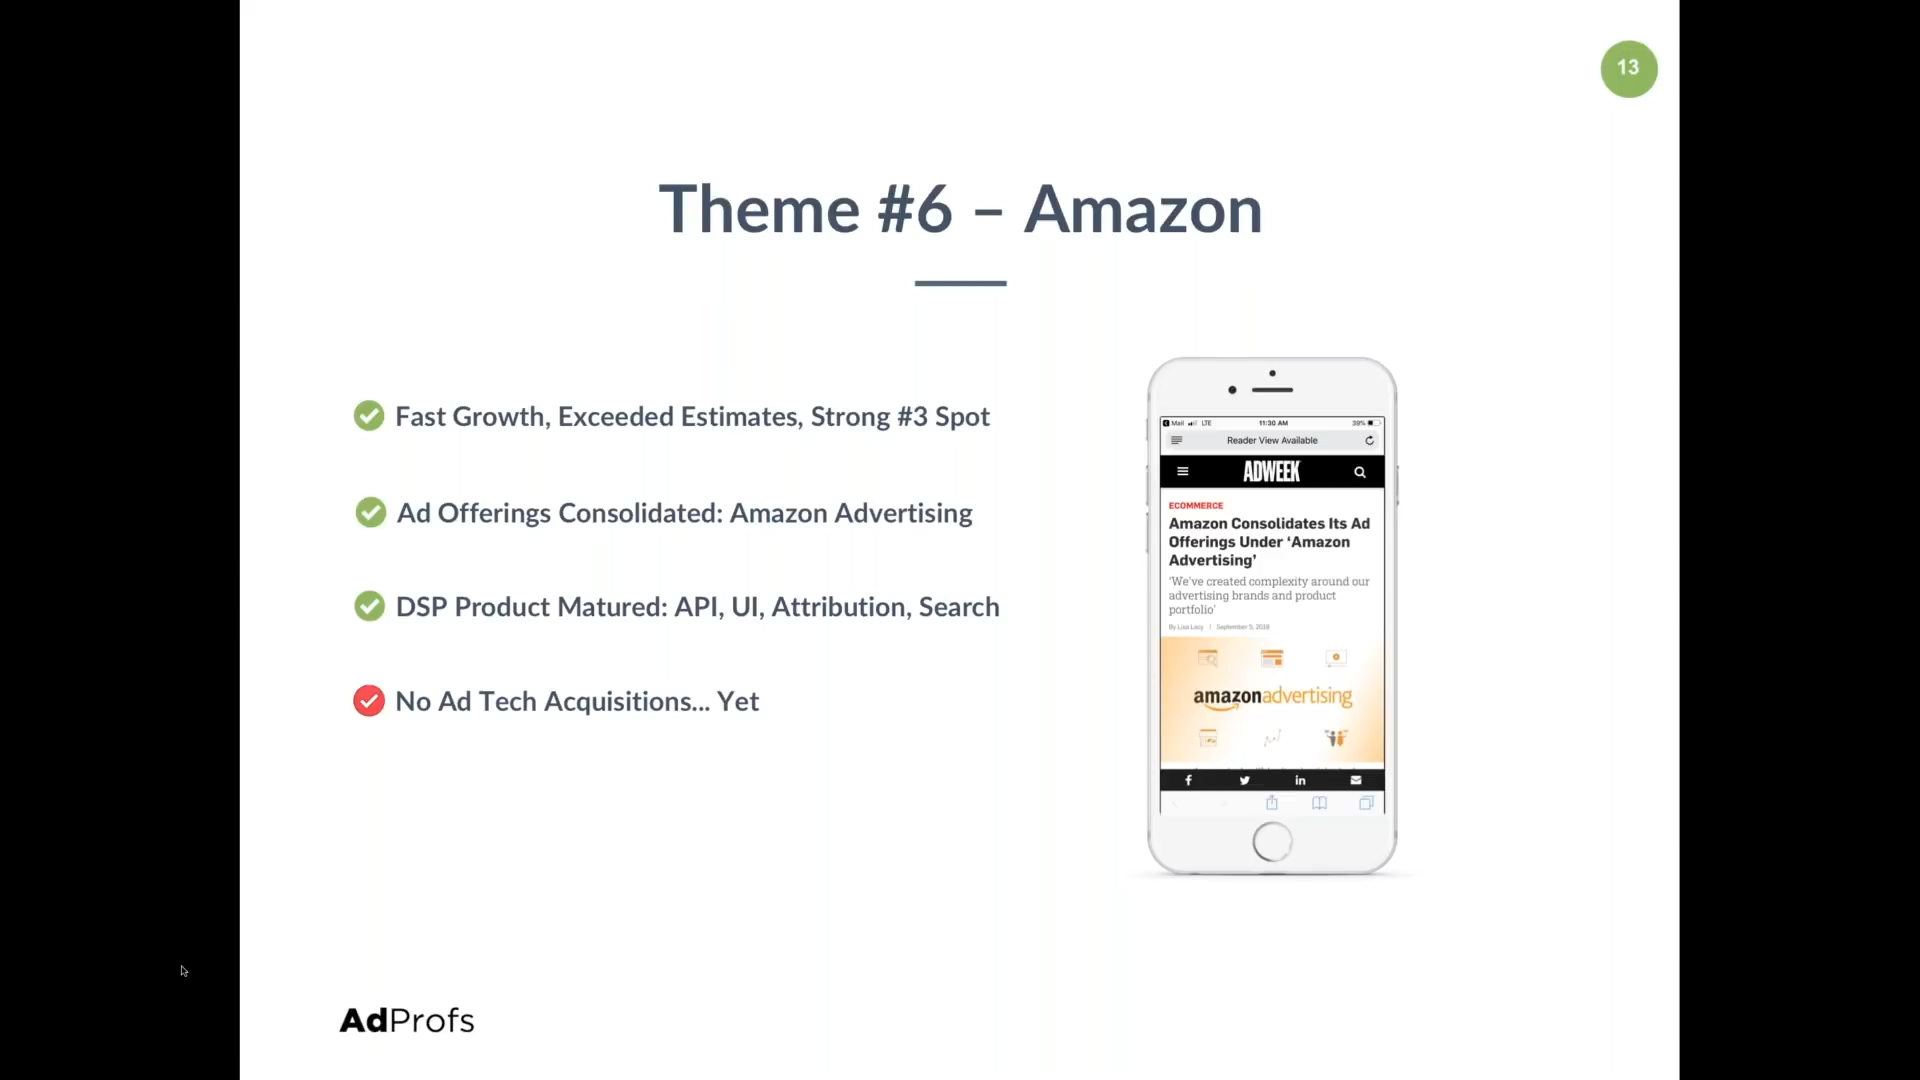 13
Theme #6 – Amazon
Fast Growth, Exceeded Estimates, Strong #3 Spot
Ad Offerings Consolidated: Amazon Advertising
DSP Product Matured: API, UI, Attribution, Search
No Ad Tech Acquisitions... Yet
Mail LTE 11:30 AM 39%
Reader View Available
ADWEEK
ECOMMERCE
Amazon Consolidates Its Ad
Offerings Under ‘Amazon
Advertising’
‘We've created complexity around our
advertising brands and product
portfolio’
By Lisa Lacy | September 5, 2018
amazonadvertising
AdProfs